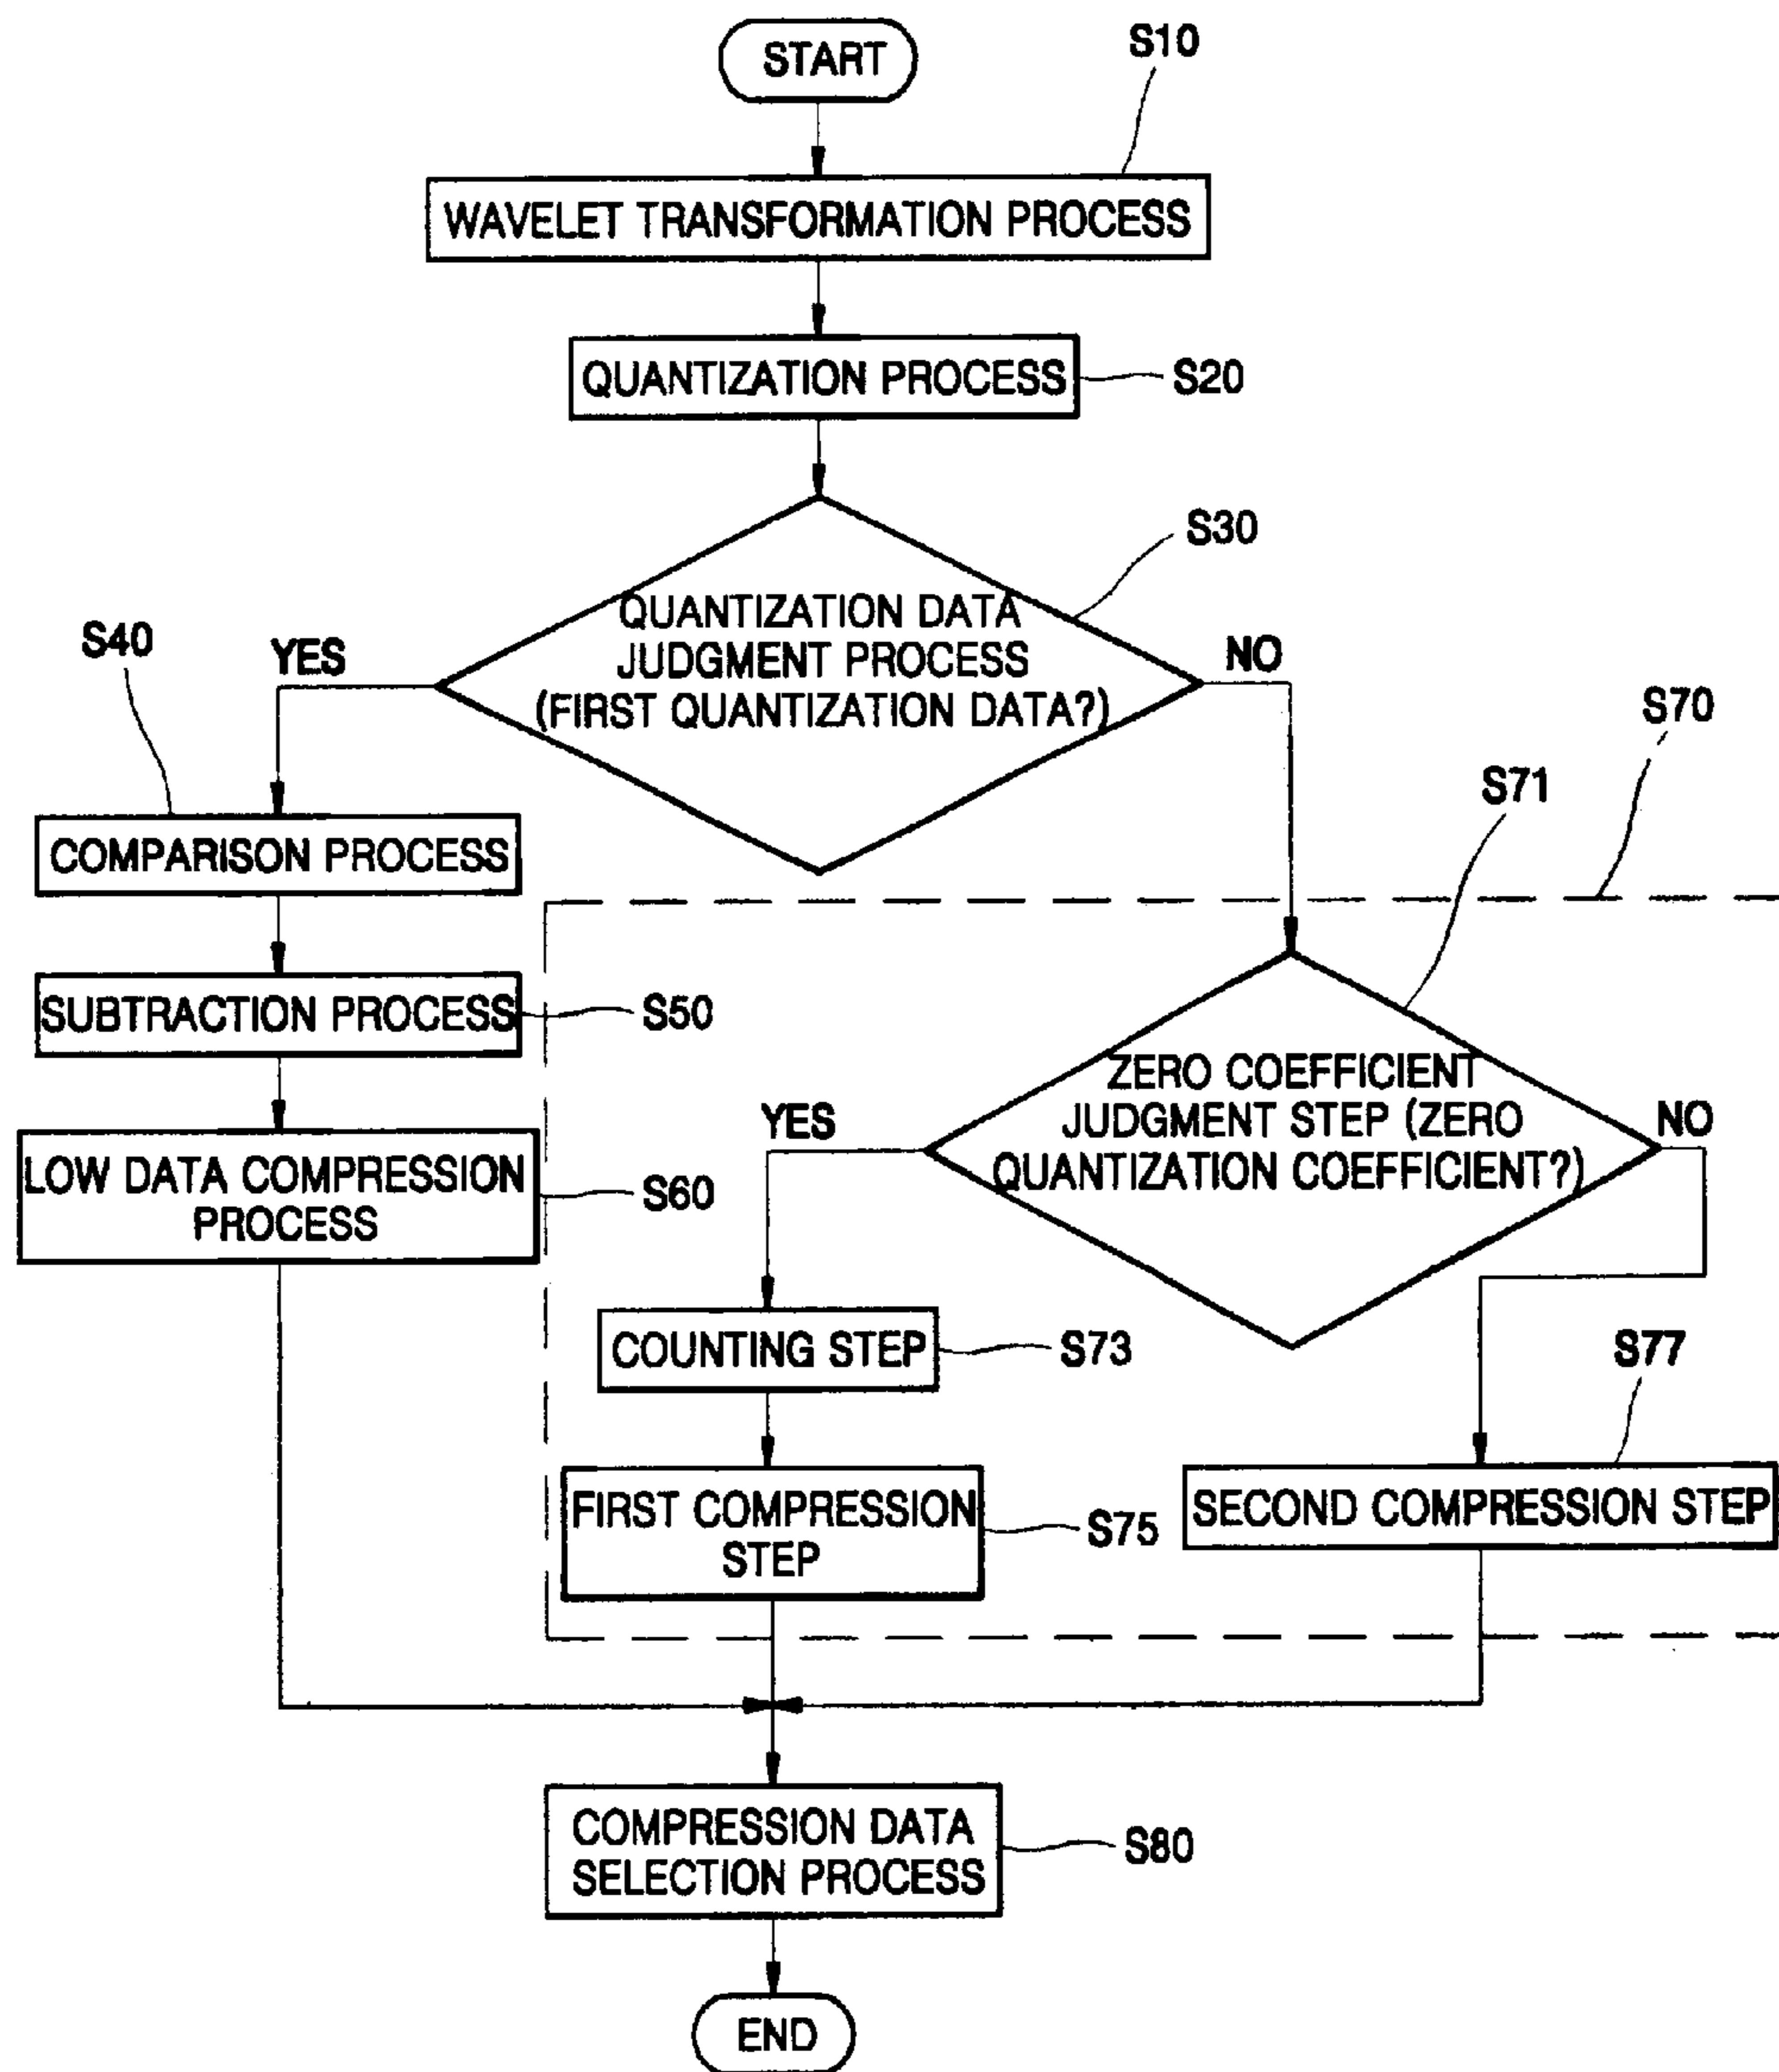 START
S10
WAVELET TRANSFORMATION PROCESS
QUANTIZATION PROCESS
S20
S30
QUANTIZATION DATA
JUDGMENT PROCESS
(FIRST QUANTIZATION DATA?)
YES
NO
S40
COMPARISON PROCESS
S70
S71
SUBTRACTION PROCESS
S50
ZERO COEFFICIENT
JUDGMENT STEP (ZERO
QUANTIZATION COEFFICIENT?)
YES
NO
LOW DATA COMPRESSION
PROCESS
S60
COUNTING STEP
S73
S77
FIRST COMPRESSION
STEP
S75
SECOND COMPRESSION STEP
COMPRESSION DATA
SELECTION PROCESS
S80
END